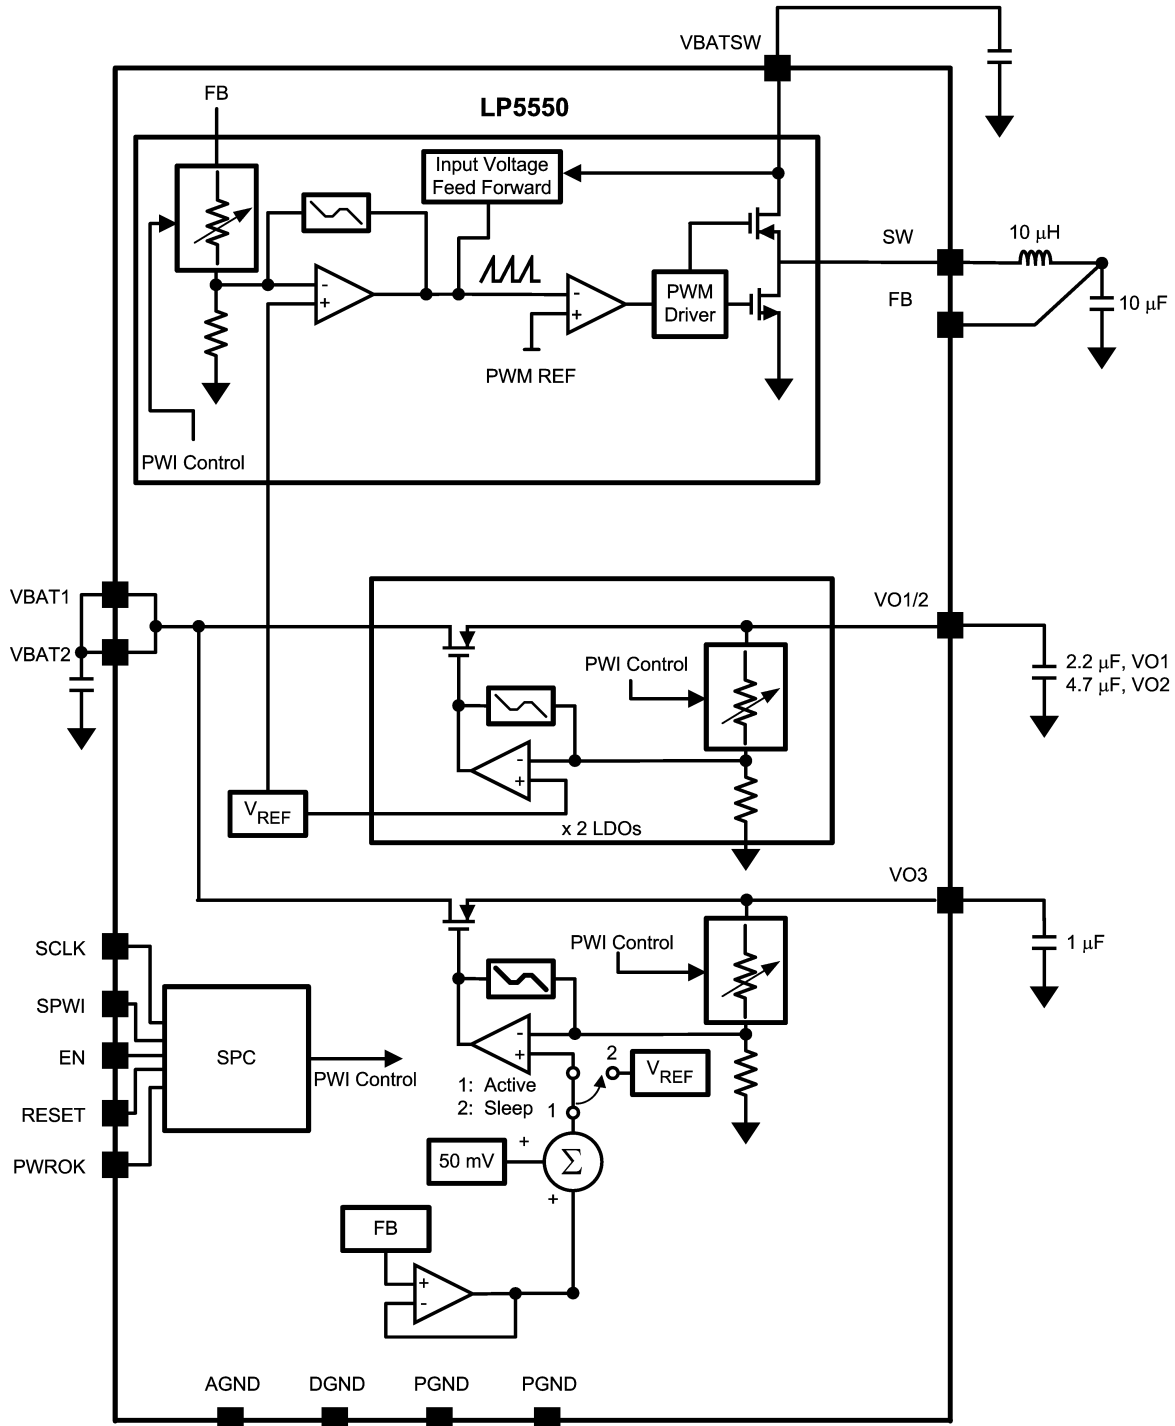 VBATSW
FB
LP5550
Input Voltage
Feed Forward
SW
10 µH
-
+
-
+
PWM
Driver
FB
10 µF
PWM REF
PWI Control
VBAT1
VO1/2
VBAT2
PWI Control
2.2 µF, VO1
4.7 µF, VO2
-
+
VREF
x 2 LDOs
VO3
SCLK
PWI Control
1 µF
SPWI
-
+
EN
SPC
PWI Control
2
VREF
1: Active
2: Sleep
1
RESET
PWROK
50 mV
+
Σ
+
FB
+
-
AGND
DGND
PGND
PGND